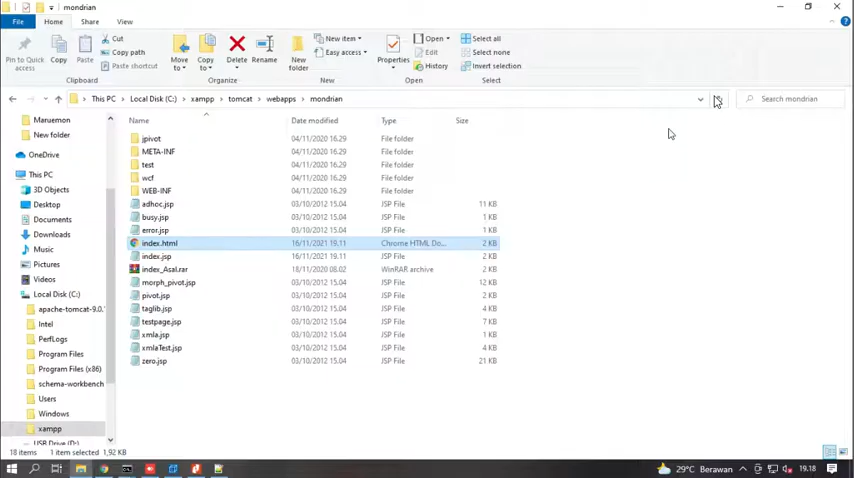 mondrian
File Home Share View
Pin to Quick access
Copy
Paste
Cut
Copy path
Paste shortcut
Clipboard
Move to
Copy to
Delete
Rename
Organize
New folder
New item
Easy access
New
Properties
Open
Edit
History
Open
Select all
Select none
Invert selection
Select
This PC Local Disk (C:) xampp tomcat webapps mondrian
Search mondrian
Maruemon
New folder
OneDrive
This PC
3D Objects
Desktop
Documents
Downloads
Music
Pictures
Videos
Local Disk (C:)
apache-tomcat-9.0.
Intel
PerfLogs
Program Files
Program Files (x86)
schema-workbench
Users
Windows
xampp
USB Drive (D:)
Name Date modified Type Size
jpivot 04/11/2020 16.29 File folder
META-INF 04/11/2020 16.29 File folder
test 04/11/2020 16.29 File folder
wcf 04/11/2020 16.29 File folder
WEB-INF 04/11/2020 16.29 File folder
adhoc.jsp 03/10/2012 15.04 JSP File 11 KB
busy.jsp 03/10/2012 15.04 JSP File 1 KB
error.jsp 03/10/2012 15.04 JSP File 1 KB
index.html 16/11/2021 19.11 Chrome HTML Do... 2 KB
index.jsp 16/11/2021 19.11 JSP File 2 KB
index_Asal.rar 18/11/2020 08.02 WinRAR archive 2 KB
morph_pivot.jsp 03/10/2012 15.04 JSP File 12 KB
pivot.jsp 03/10/2012 15.04 JSP File 2 KB
taglib.jsp 03/10/2012 15.04 JSP File 4 KB
testpage.jsp 03/10/2012 15.04 JSP File 7 KB
xmla.jsp 03/10/2012 15.04 JSP File 1 KB
xmlaTest.jsp 03/10/2012 15.04 JSP File 4 KB
zero.jsp 03/10/2012 15.04 JSP File 21 KB
18 items 1 item selected 1,92 KB
29°C Berawan 19.18